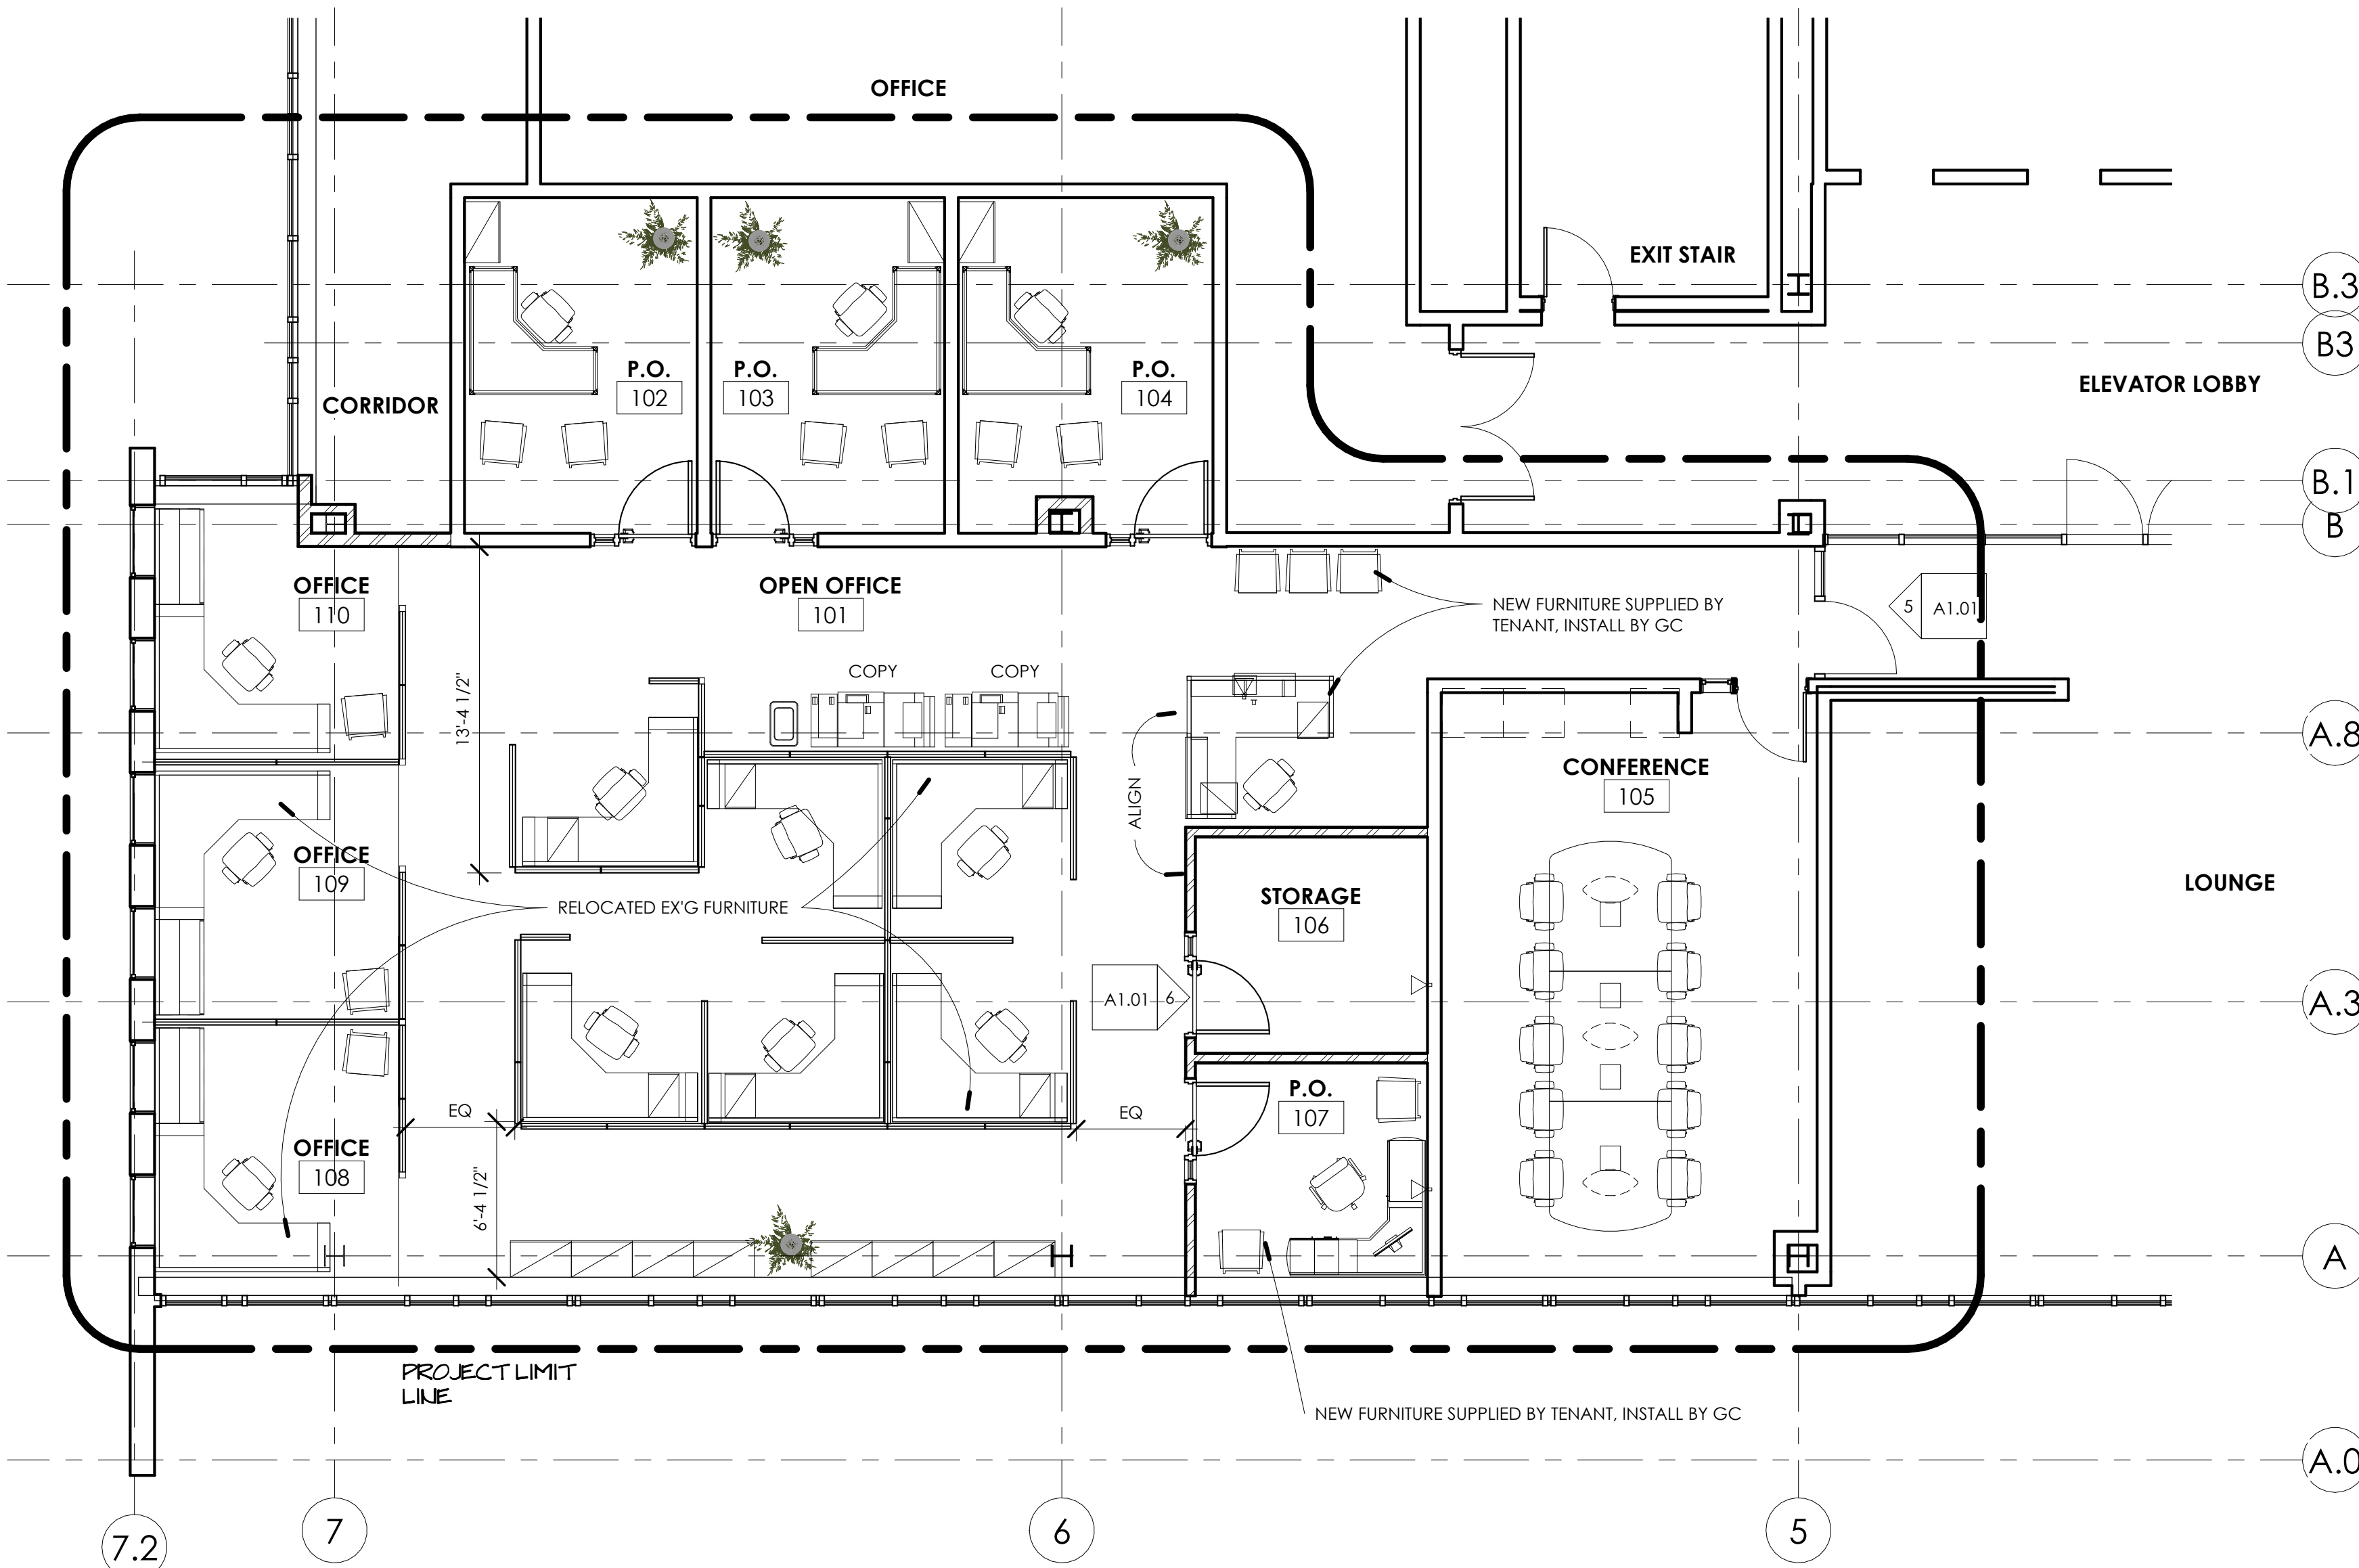 OFFICE
EXIT STAIR
B.3
B3
P.O.
102
P.O.
103
P.O.
104
ELEVATOR LOBBY
CORRIDOR
B.1
B
OFFICE
110
OPEN OFFICE
101
NEW FURNITURE SUPPLIED BY
TENANT, INSTALL BY GC
5
A1.01
COPY
COPY
13'-4 1/2"
A.8
ALIGN
CONFERENCE
105
OFFICE
109
LOUNGE
RELOCATED EX'G FURNITURE
STORAGE
106
A1.01
6
A.3
EQ
EQ
P.O.
107
OFFICE
108
6'-4 1/2"
A
PROJECT LIMIT
LINE
NEW FURNITURE SUPPLIED BY TENANT, INSTALL BY GC
A.0
7.2
7
6
5